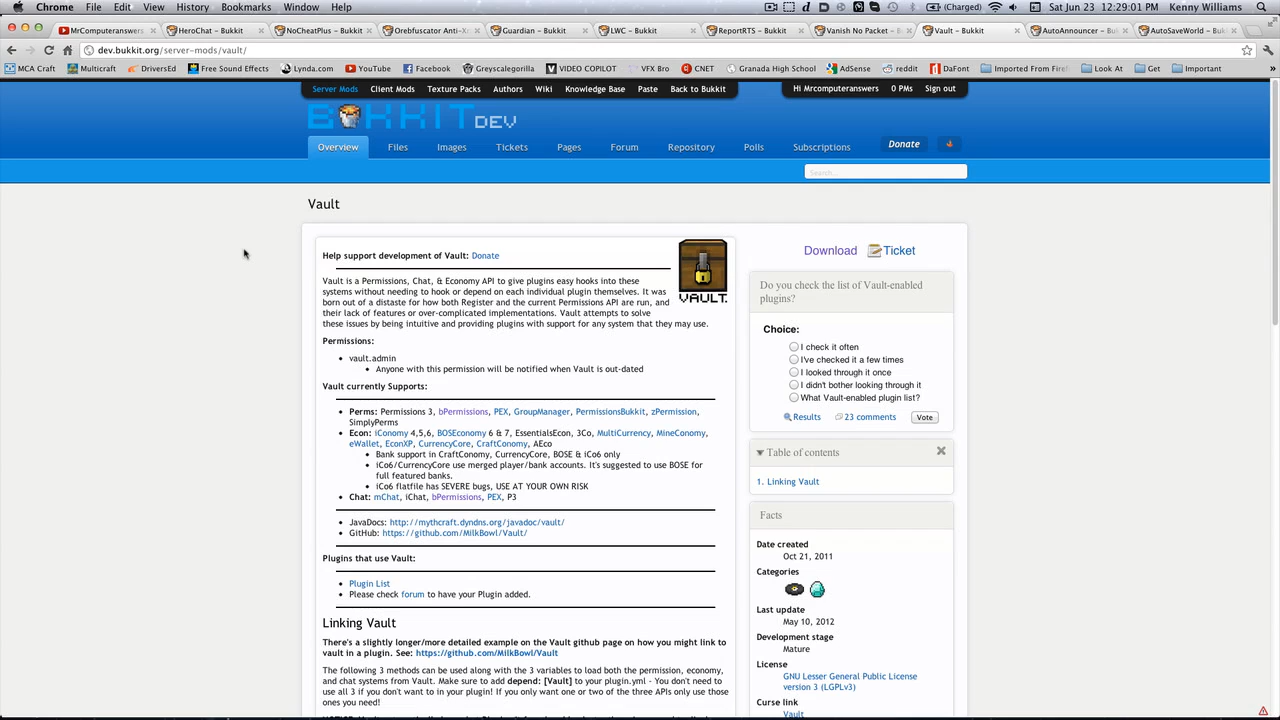 Chrome File Edit View History Bookmarks Window Help (Charged) Sat Jun 23 12:29:01 PM Kenny Williams
MrComputeranswers HeroChat - Bukkit NoCheatPlus - Bukkit Orebfuscator Anti-X Guardian - Bukkit LWC - Bukkit ReportRTS - Bukkit Vanish No Packet - Vault - Bukkit AutoAnnouncer - Bukkit AutoSaveWorld - Bukkit
dev.bukkit.org/server-mods/vault/
MCA Craft Multicraft DriversEd Free Sound Effects Lynda.com YouTube Facebook Greyscalegorilla VIDEO COPILOT VFX Bro CNET Granada High School AdSense reddit DaFont Imported From Firef Look At Get Important »
Server Mods Client Mods Texture Packs Authors Wiki Knowledge Base Paste Back to Bukkit Hi Mrcomputeranswers 0 PMs Sign out
BUKKIT DEV
Overview Files Images Tickets Pages Forum Repository Polls Subscriptions Donate
Search...
Vault
Help support development of Vault: Donate
Vault is a Permissions, Chat, & Economy API to give plugins easy hooks into these
systems without needing to hook or depend on each individual plugin themselves. It was
born out of a distaste for how both Register and the current Permissions API are run, and
their lack of features or over-complicated implementations. Vault attempts to solve
these issues by being intuitive and providing plugins with support for any system that they may use.
VAULT.
Permissions:
• vault.admin
• Anyone with this permission will be notified when Vault is out-dated
Vault currently Supports:
• Perms: Permissions 3, bPermissions, PEX, GroupManager, PermissionsBukkit, zPermission,
SimplyPerms
• Econ: iConomy 4,5,6, BOSEconomy 6 & 7, EssentialsEcon, 3Co, MultiCurrency, MineConomy,
eWallet, EconXP, CurrencyCore, CraftConomy, AEco
• Bank support in CraftConomy, CurrencyCore, BOSE & iCo6 only
• iCo6/CurrencyCore use merged player/bank accounts. It's suggested to use BOSE for
full featured banks.
• iCo6 flatfile has SEVERE bugs, USE AT YOUR OWN RISK
• Chat: mChat, iChat, bPermissions, PEX, P3
• JavaDocs: http://mythcraft.dyndns.org/javadoc/vault/
• GitHub: https://github.com/MilkBowl/Vault/
Plugins that use Vault:
• Plugin List
• Please check forum to have your Plugin added.
Linking Vault
There's a slightly longer/more detailed example on the Vault github page on how you might link to
vault in a plugin. See: https://github.com/MilkBowl/Vault
The following 3 methods can be used along with the 3 variables to load both the permission, economy,
and chat systems from Vault. Make sure to add depend: [Vault] to your plugin.yml - You don't need to
use all 3 if you don't want to in your plugin! If you only want one or two of the three APIs only use those
ones you need!
Download Ticket
Do you check the list of Vault-enabled
plugins?
Choice:
I check it often
I've checked it a few times
I looked through it once
I didn't bother looking through it
What Vault-enabled plugin list?
Results 23 comments Vote
Table of contents
1. Linking Vault
Facts
Date created
Oct 21, 2011
Categories
Last update
May 10, 2012
Development stage
Mature
License
GNU Lesser General Public License
version 3 (LGPLv3)
Curse link
Vault